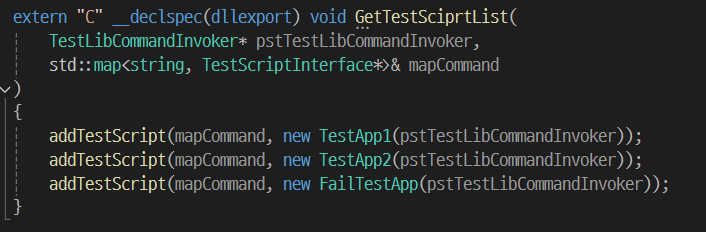 extern "C" __declspec(dllexport) void GetTestSciprtList(
    TestLibCommandInvoker* pstTestLibCommandInvoker,
    std::map<string, TestScriptInterface*>& mapCommand
)
{
    addTestScript(mapCommand, new TestApp1(pstTestLibCommandInvoker));
    addTestScript(mapCommand, new TestApp2(pstTestLibCommandInvoker));
    addTestScript(mapCommand, new FailTestApp(pstTestLibCommandInvoker));
}